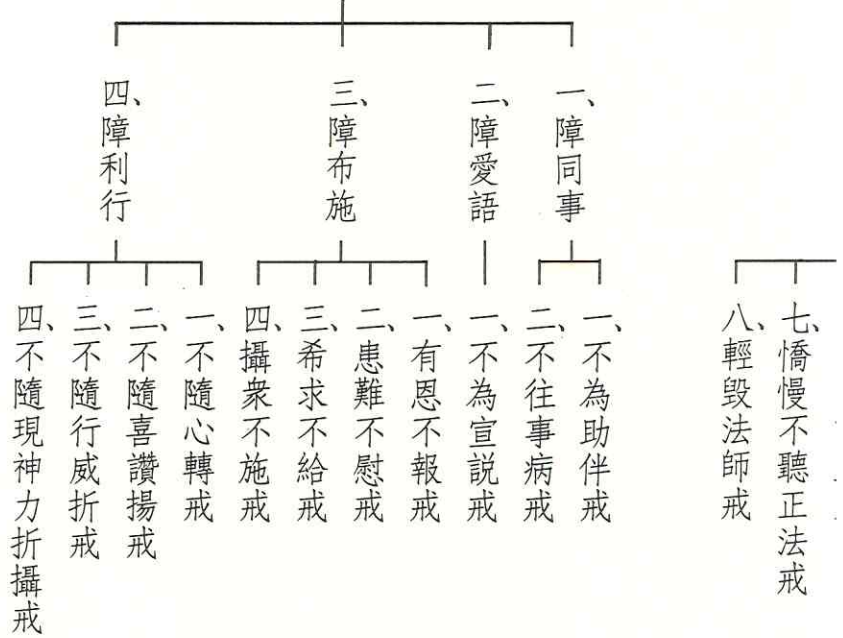 七、憍慢不聽正法戒
八、輕毀法師戒
一、障同事
一、不為助伴戒
二、不往事病戒
二、障愛語
一、不為宣說戒
三、障布施
一、有恩不報戒
二、患難不慰戒
三、希求不給戒
四、攝衆不施戒
四、障利行
一、不隨心轉戒
二、不隨喜讚揚戒
三、不隨行威折戒
四、不隨現神力折攝戒